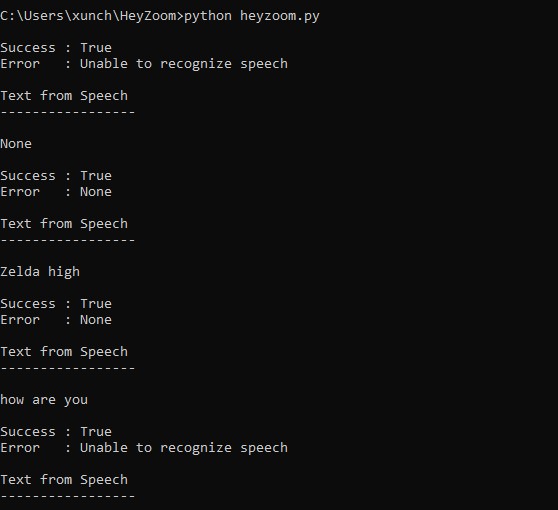 C:\Users\xunch\HeyZoom>python heyzoom.py
Success : True
Error   : Unable to recognize speech
Text from Speech
-----------------
None
Success : True
Error   : None
Text from Speech
-----------------
Zelda high
Success : True
Error   : None
Text from Speech
-----------------
how are you
Success : True
Error   : Unable to recognize speech
Text from Speech
-----------------